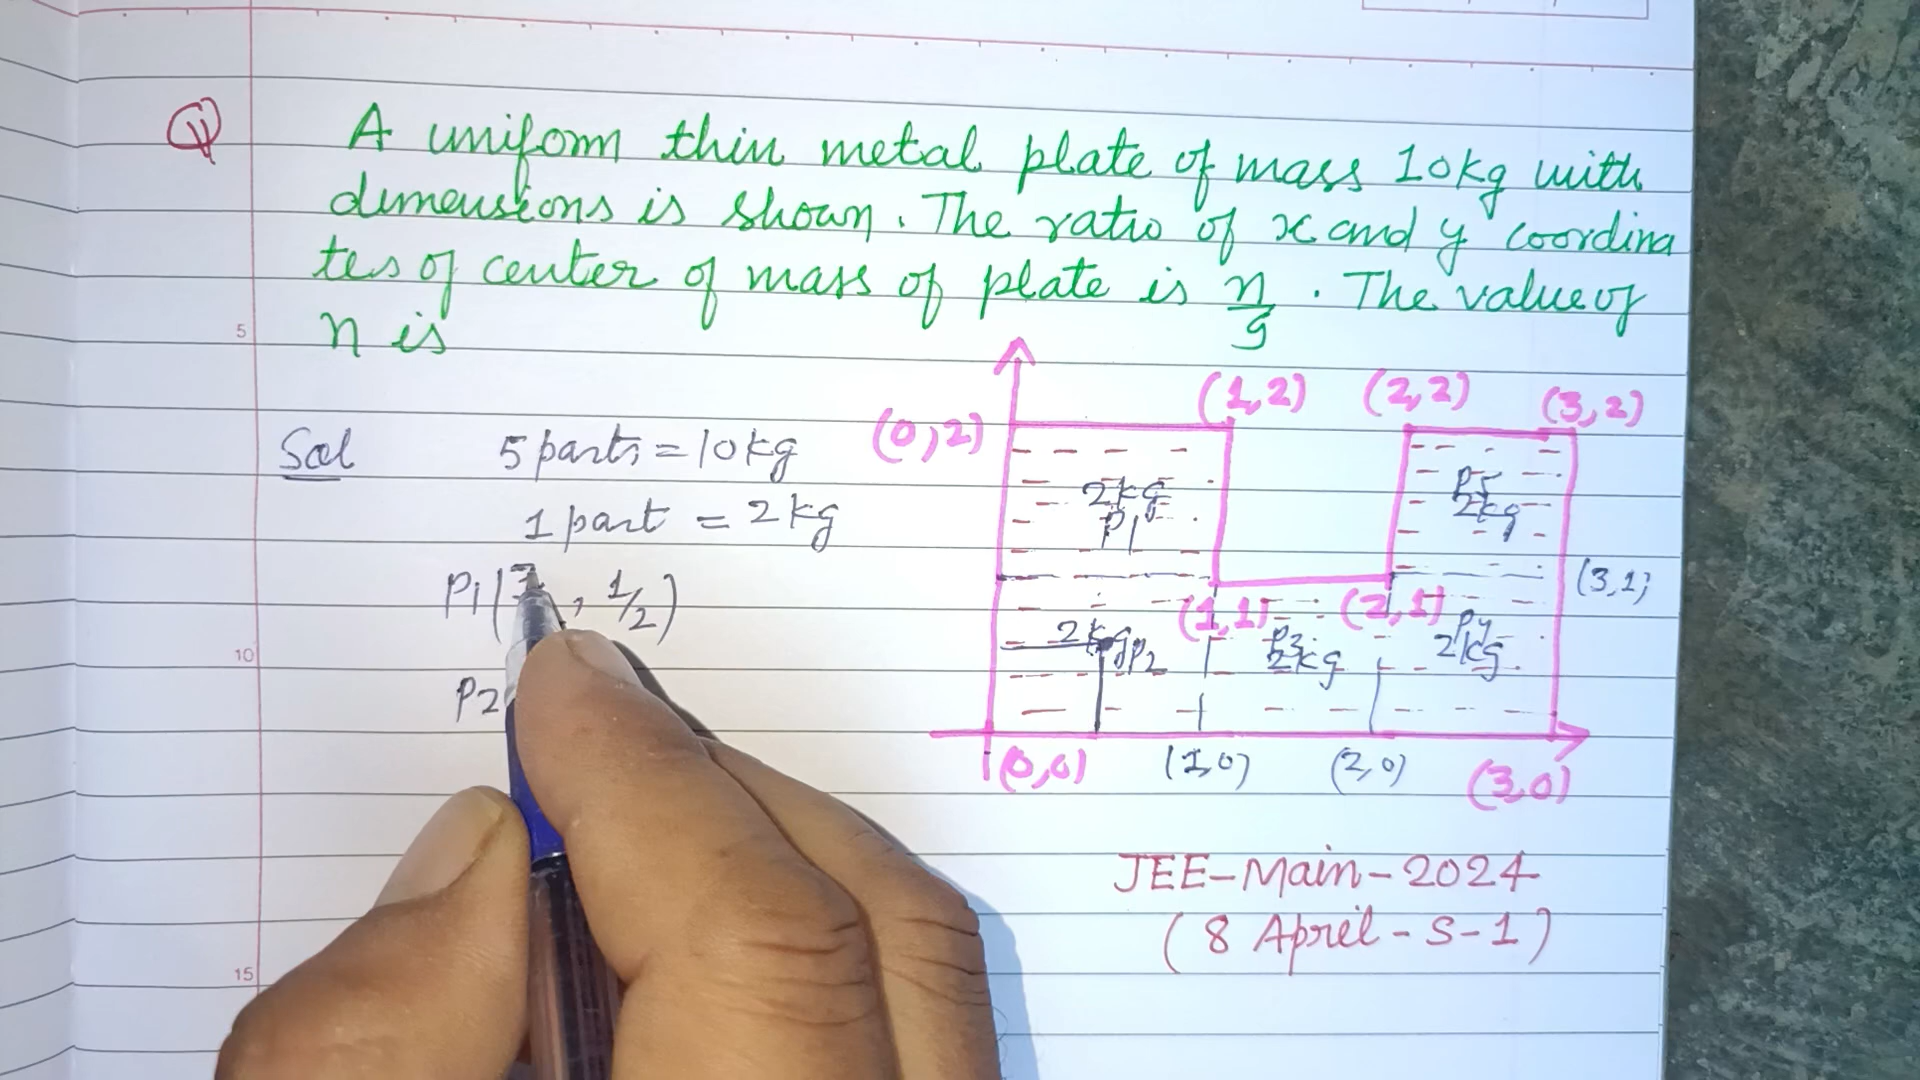 Q
A uniform thin metal plate of mass 10kg with
dimensions is shown. The ratio of x and y coordina
tes of center of mass of plate is n/9. The value of
n is
5
Sol 5 parts = 10kg
1 part = 2kg
P1( , 1/2)
10
P2
15
(0,2) (1,2) (2,2) (3,2)
2kg
P1
P5
2kg
(3,1)
(1,1) (2,1)
2kg P2
P3
2kg
P4
2kg
(0,0) (1,0) (2,0) (3,0)
JEE-Main-2024
(8 April-S-1)